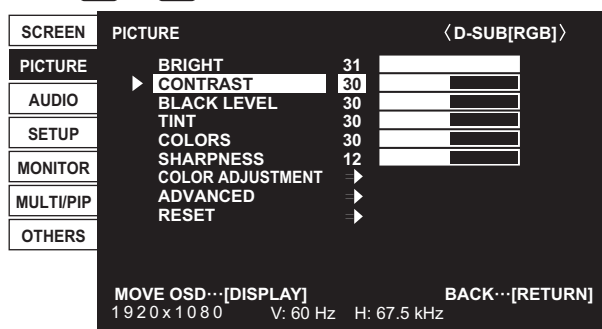 SCREEN
PICTURE
AUDIO
SETUP
MONITOR
MULTI/PIP
OTHERS
PICTURE 〈D-SUB[RGB]〉
BRIGHT 31
CONTRAST 30
BLACK LEVEL 30
TINT 30
COLORS 30
SHARPNESS 12
COLOR ADJUSTMENT
ADVANCED
RESET
MOVE OSD···[DISPLAY] BACK···[RETURN]
1920x1080 V: 60 Hz H: 67.5 kHz